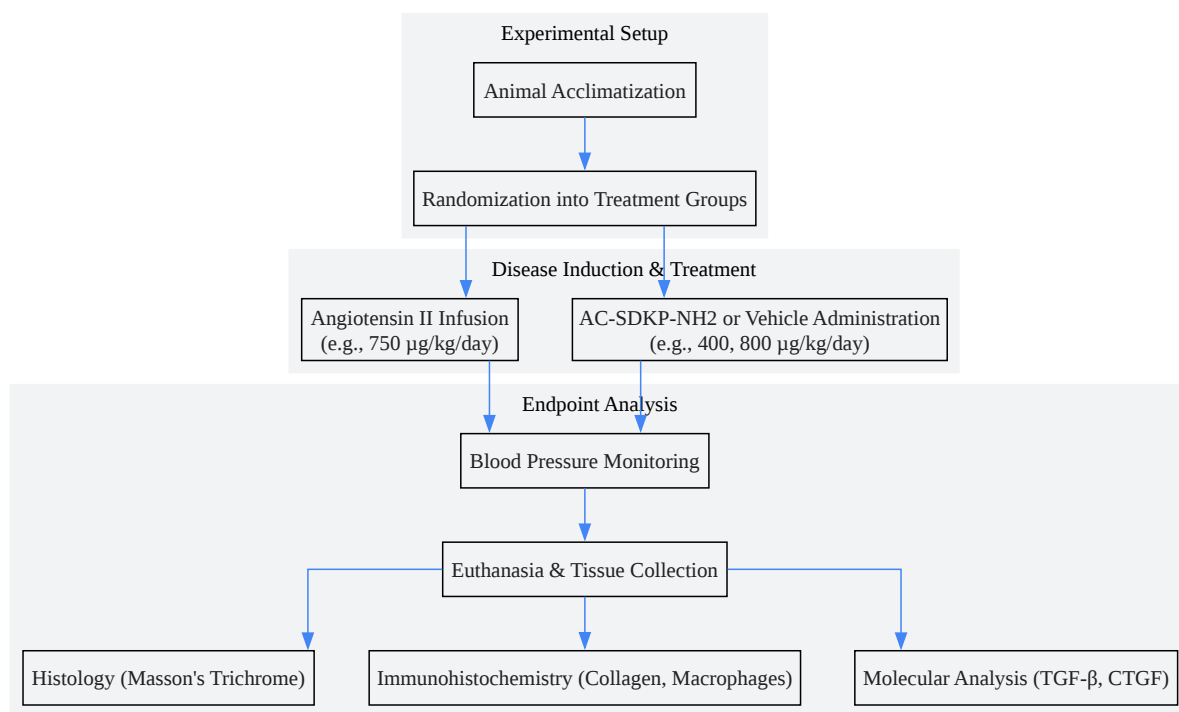 Experimental Setup
Animal Acclimatization
Randomization into Treatment Groups
Disease Induction & Treatment
Angiotensin II Infusion
(e.g., 750 µg/kg/day)
AC-SDKP-NH2 or Vehicle Administration
(e.g., 400, 800 µg/kg/day)
Endpoint Analysis
Blood Pressure Monitoring
Euthanasia & Tissue Collection
Histology (Masson's Trichrome)
Immunohistochemistry (Collagen, Macrophages)
Molecular Analysis (TGF-β, CTGF)